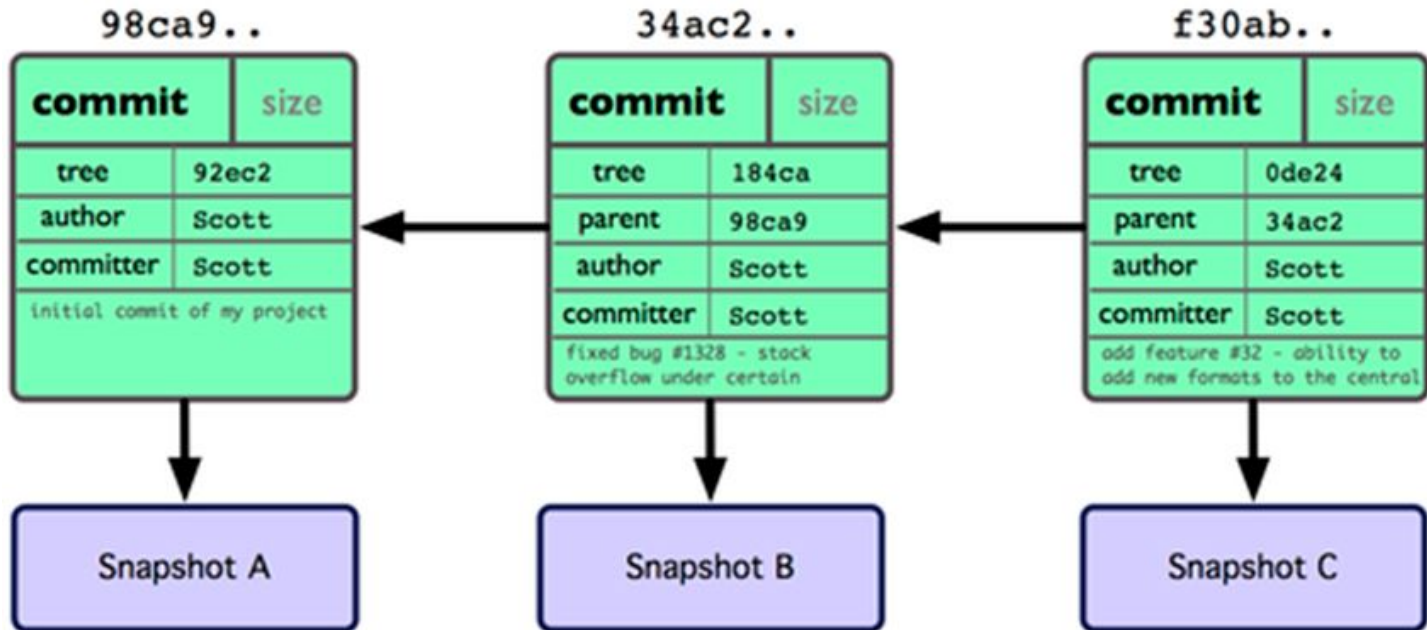 98ca9..
34ac2..
f30ab..
commit size
tree 92ec2
author Scott
committer Scott
initial commit of my project
commit size
tree 184ca
parent 98ca9
author Scott
committer Scott
fixed bug #1328 - stack
overflow under certain
commit size
tree 0de24
parent 34ac2
author Scott
committer Scott
add feature #32 - ability to
add new formats to the central
Snapshot A
Snapshot B
Snapshot C